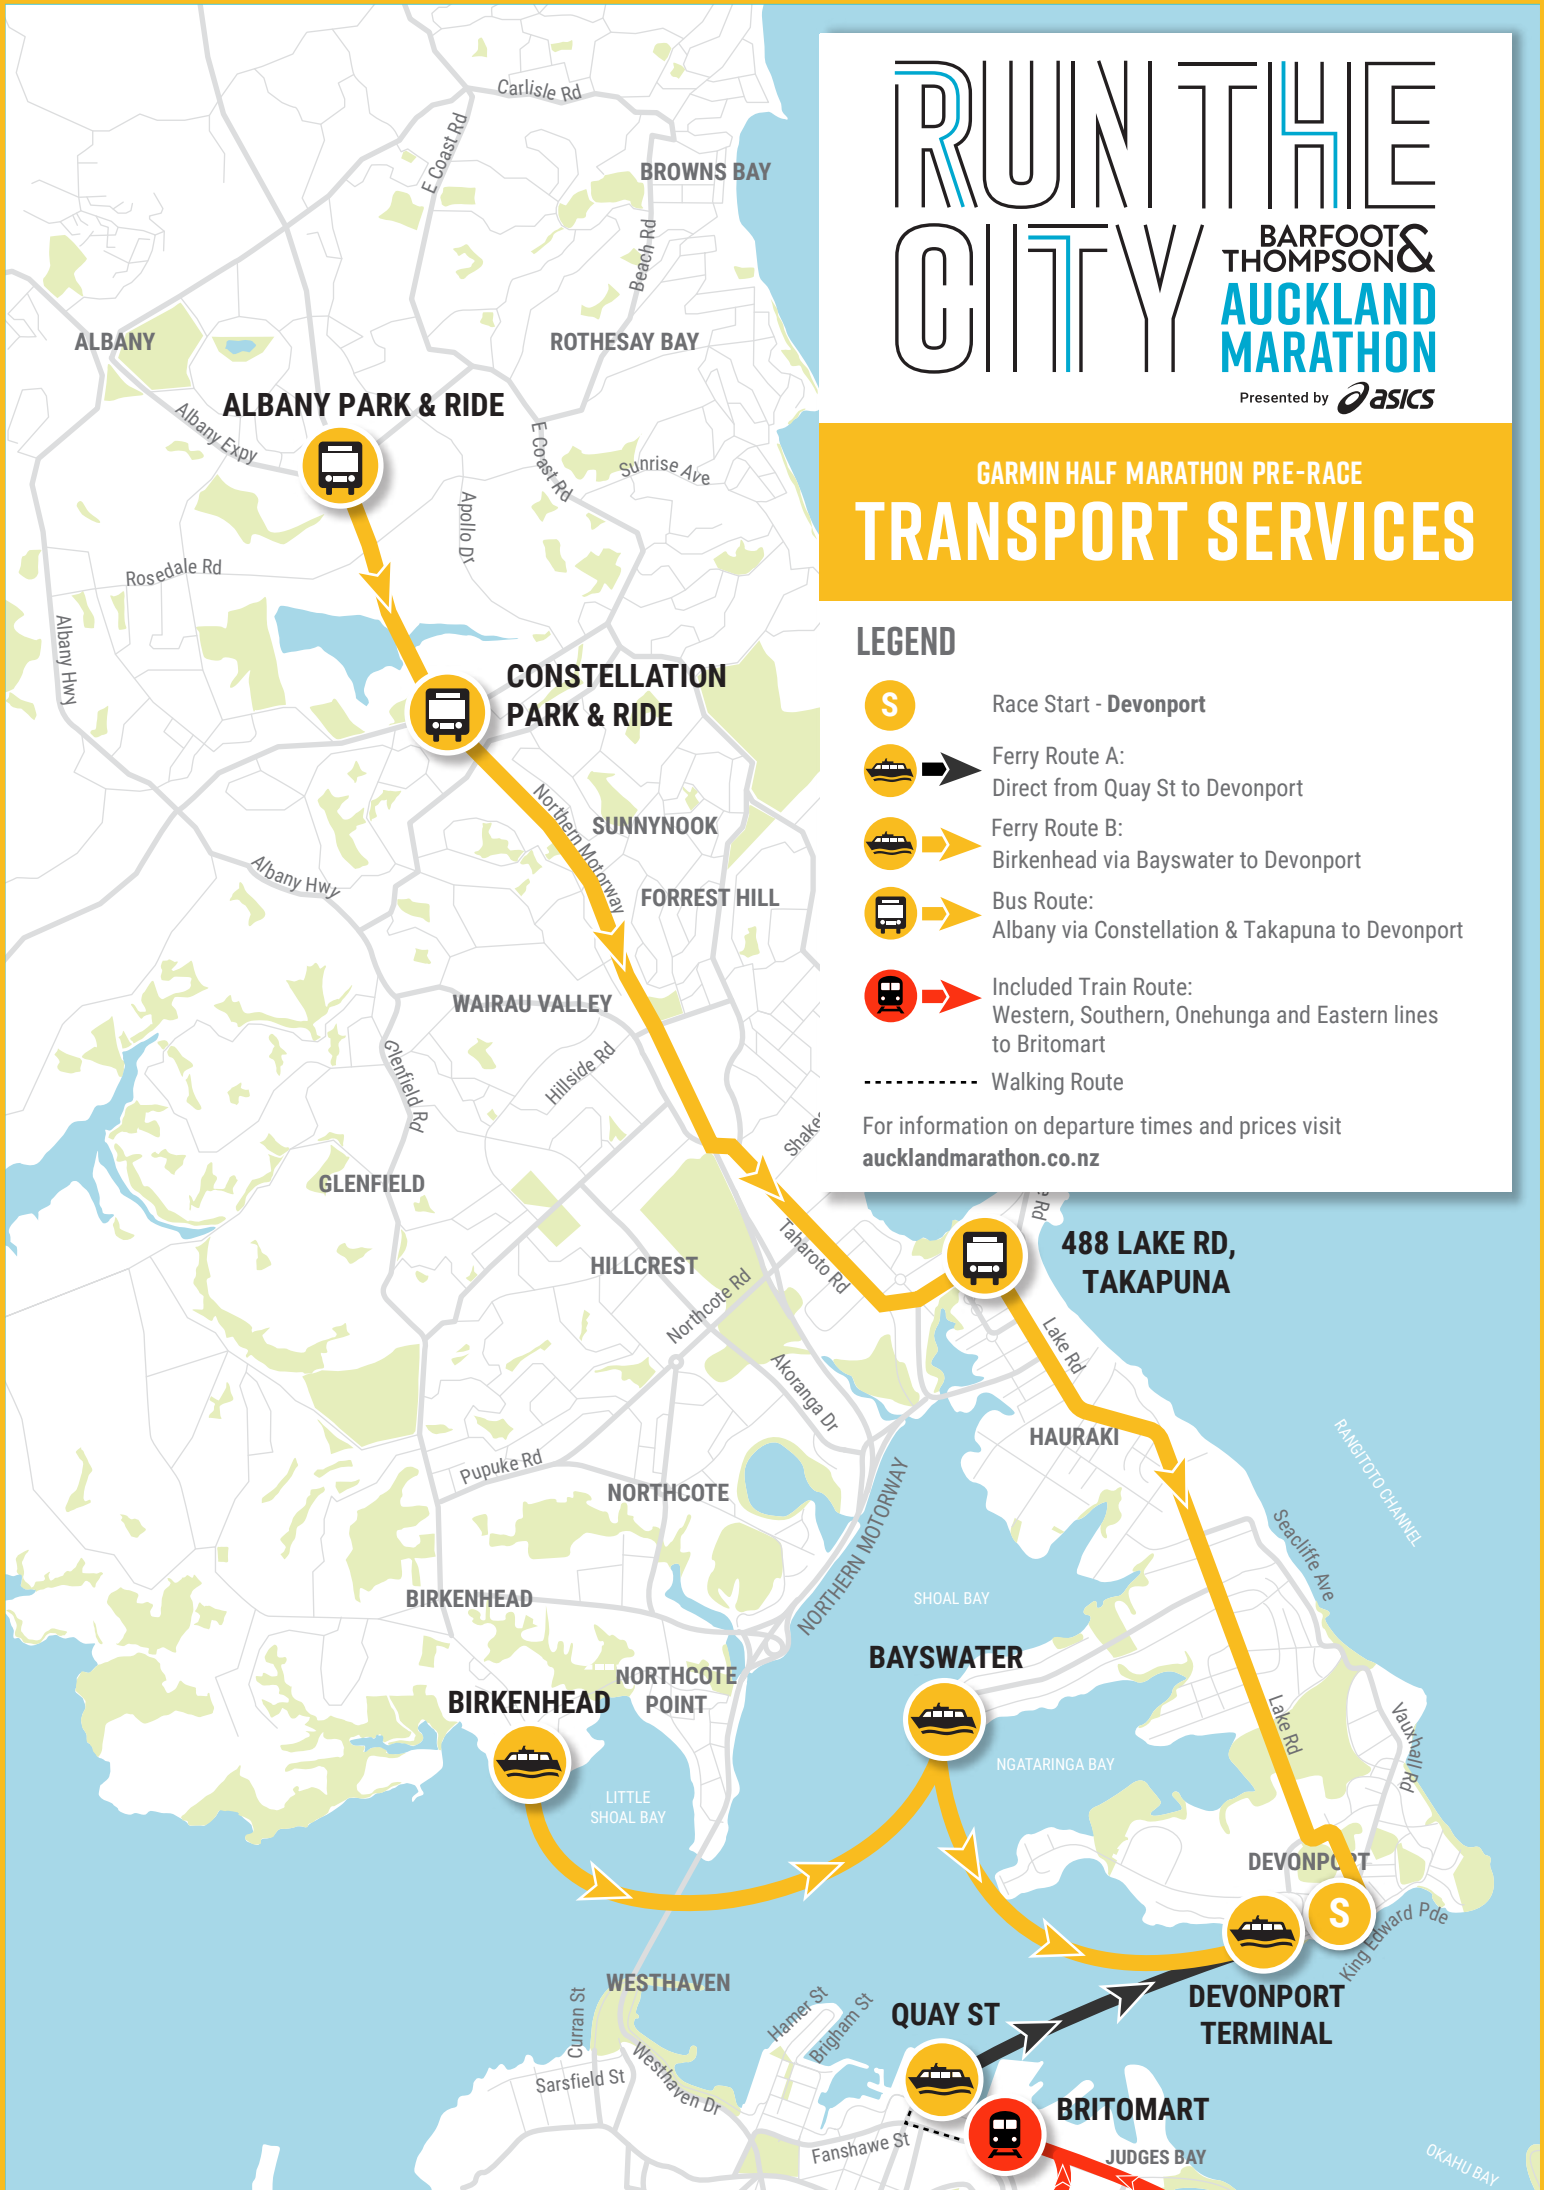 RUN THE
CITY
BARFOOT &
THOMPSON
AUCKLAND
MARATHON
Presented by asics
GARMIN HALF MARATHON PRE-RACE
TRANSPORT SERVICES
LEGEND
S
Race Start - Devonport
Ferry Route A:
Direct from Quay St to Devonport
Ferry Route B:
Birkenhead via Bayswater to Devonport
Bus Route:
Albany via Constellation & Takapuna to Devonport
Included Train Route:
Western, Southern, Onehunga and Eastern lines
to Britomart
Walking Route
For information on departure times and prices visit
aucklandmarathon.co.nz
Carlisle Rd
E Coast Rd
BROWNS BAY
Beach Rd
ALBANY
ROTHESAY BAY
ALBANY PARK & RIDE
Albany Expy
E Coast Rd
Sunrise Ave
Apollo Dr
Rosedale Rd
Albany Hwy
CONSTELLATION
PARK & RIDE
Northern Motorway
SUNNYNOOK
Albany Hwy
FORREST HILL
WAIRAU VALLEY
Glenfield Rd
Hillside Rd
Shake
GLENFIELD
Rd
Taharoto Rd
488 LAKE RD,
TAKAPUNA
HILLCREST
Northcote Rd
Lake Rd
Akoranga Dr
HAURAKI
RANGITOTO CHANNEL
Pupuke Rd
NORTHCOTE
NORTHERN MOTORWAY
Seacliffe Ave
BIRKENHEAD
SHOAL BAY
BAYSWATER
NORTHCOTE
POINT
BIRKENHEAD
Lake Rd
Vauxhall Rd
NGATARINGA BAY
LITTLE
SHOAL BAY
DEVONPORT
S
King Edward Pde
WESTHAVEN
DEVONPORT
TERMINAL
Curran St
Hamer St
Brigham St
QUAY ST
Westhaven Dr
Sarsfield St
BRITOMART
Fanshawe St
JUDGES BAY
OKAHU BAY